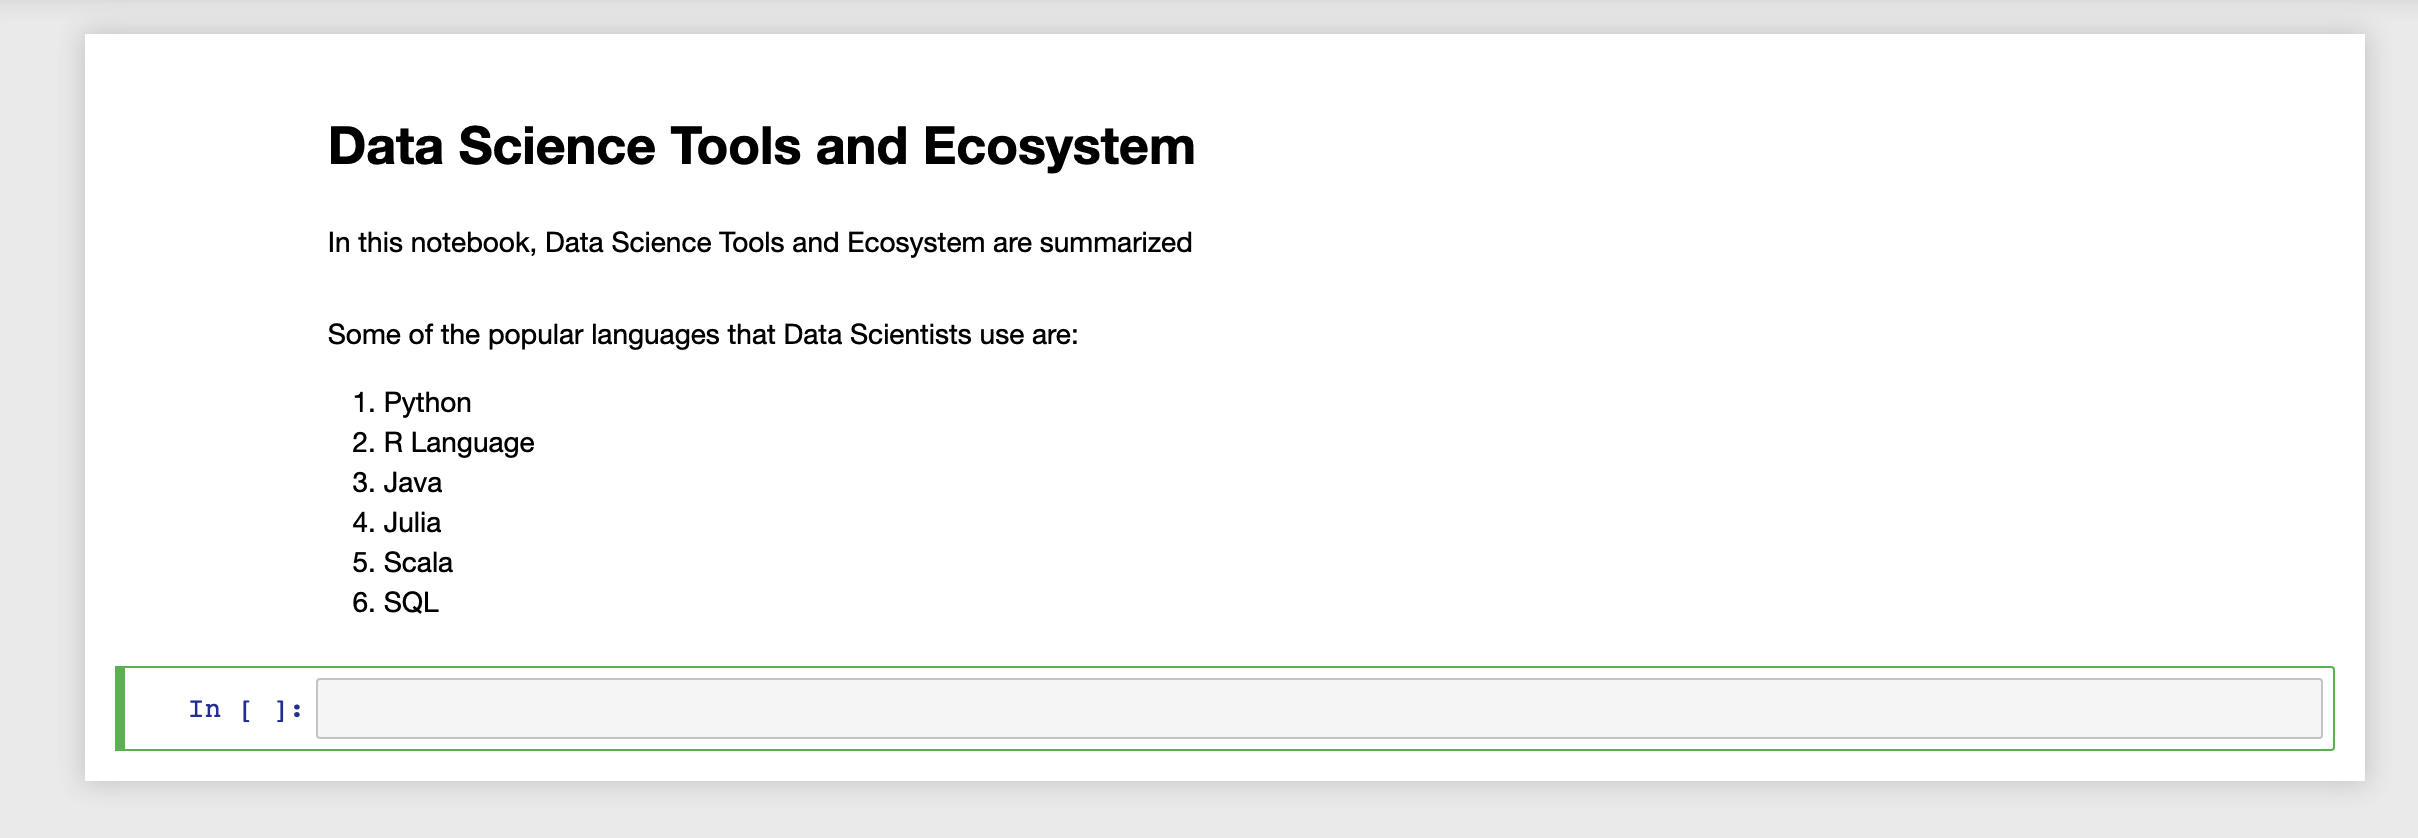 Data Science Tools and Ecosystem
In this notebook, Data Science Tools and Ecosystem are summarized
Some of the popular languages that Data Scientists use are:
1. Python
2. R Language
3. Java
4. Julia
5. Scala
6. SQL
In [ ]: